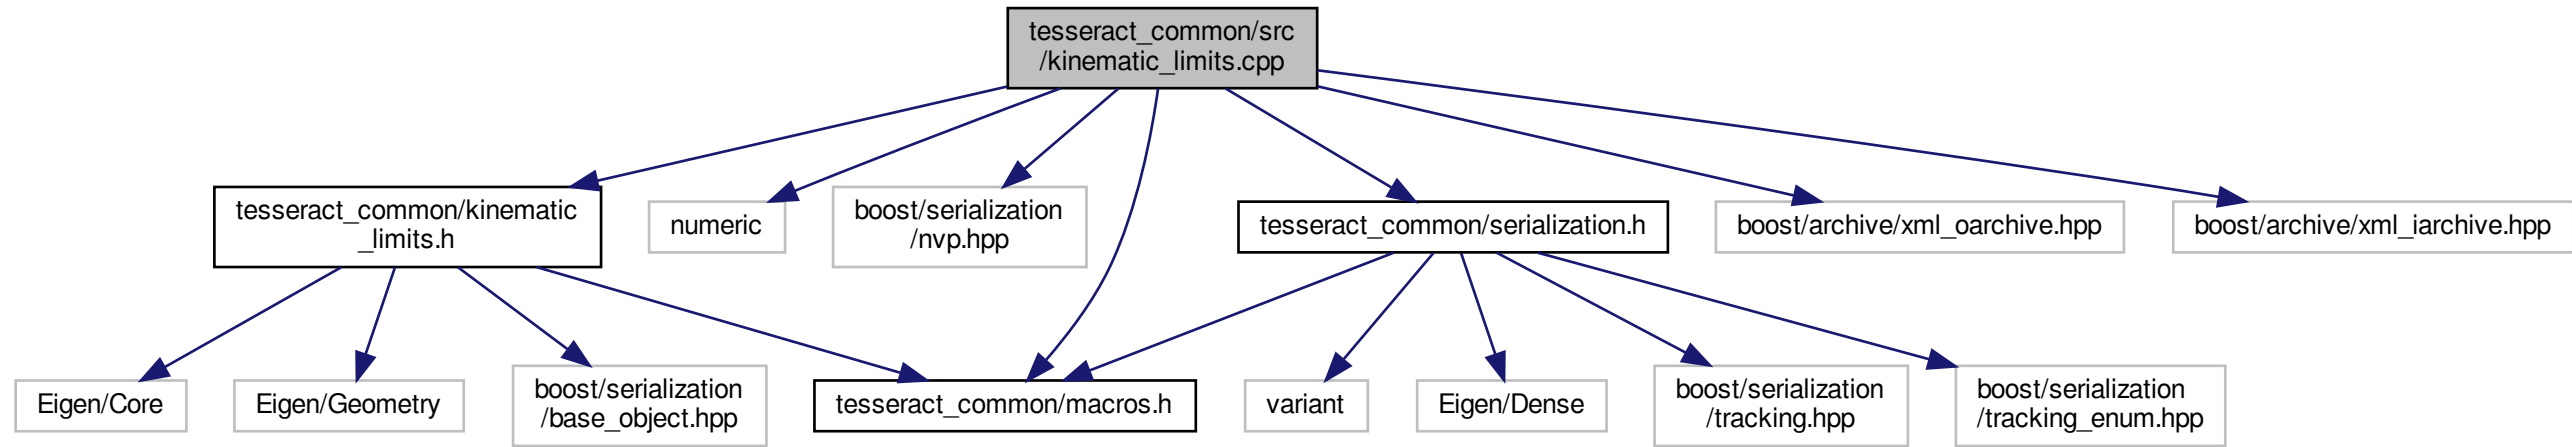 tesseract_common/src
/kinematic_limits.cpp
tesseract_common/kinematic
_limits.h
numeric
boost/serialization
/nvp.hpp
tesseract_common/serialization.h
boost/archive/xml_oarchive.hpp
boost/archive/xml_iarchive.hpp
Eigen/Core
Eigen/Geometry
boost/serialization
/base_object.hpp
tesseract_common/macros.h
variant
Eigen/Dense
boost/serialization
/tracking.hpp
boost/serialization
/tracking_enum.hpp